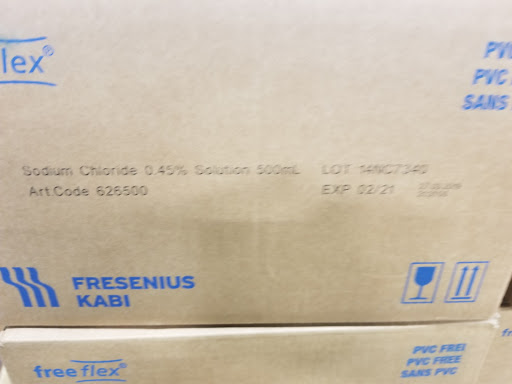 lex®
PVC
PVC
SANS
Sodium Chloride 0.45% Solution 500mL LOT 14NC7340
Art.Code 626500 EXP 02/21
FRESENIUS
KABI
freeflex®
PVC FREI
PVC FREE
SANS PVC